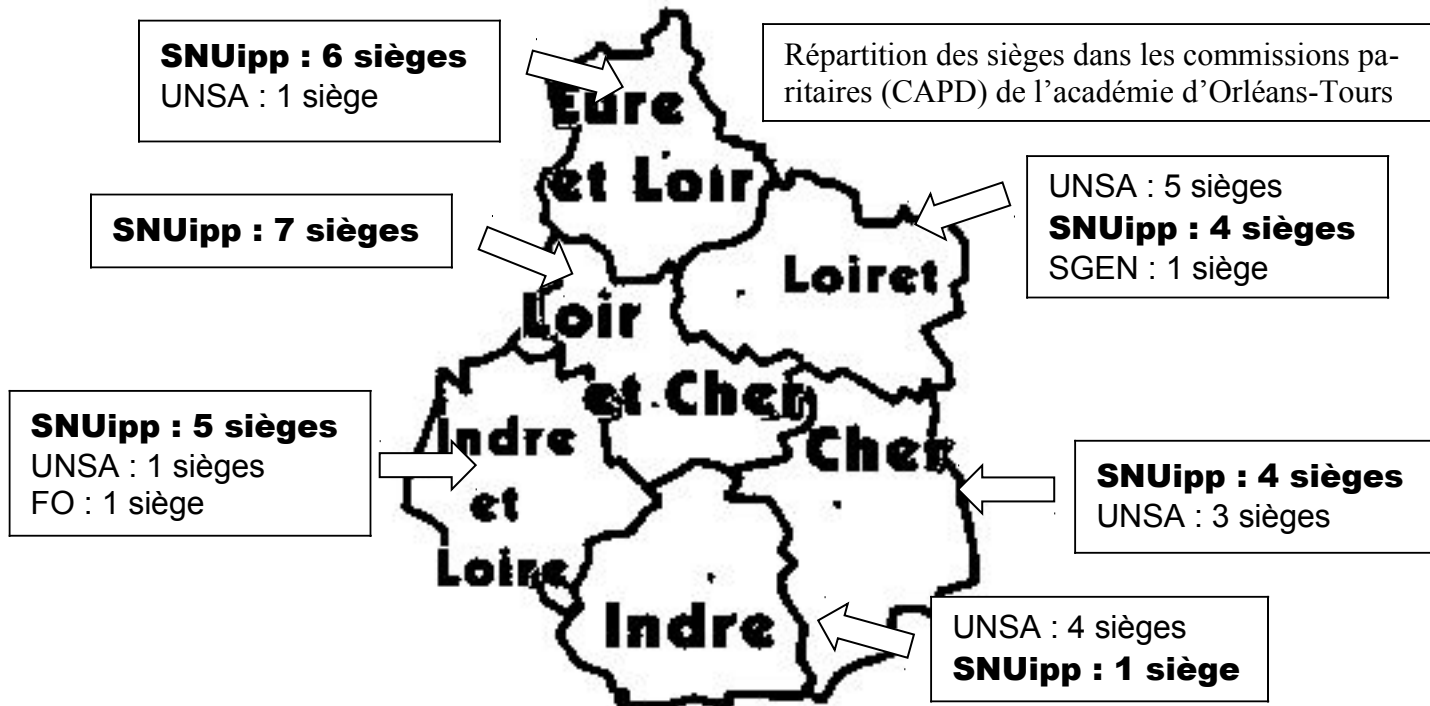 SNUipp : 6 sièges
UNSA : 1 siège
Répartition des sièges dans les commissions pa-
ritaires (CAPD) de l’académie d’Orléans-Tours
Eure
et Loir
UNSA : 5 sièges
SNUipp : 4 sièges
SGEN : 1 siège
SNUipp : 7 sièges
Loiret
Loir
et Cher
SNUipp : 5 sièges
UNSA : 1 sièges
FO : 1 siège
Indre
et
Loire
Cher
SNUipp : 4 sièges
UNSA : 3 sièges
Indre
UNSA : 4 sièges
SNUipp : 1 siège